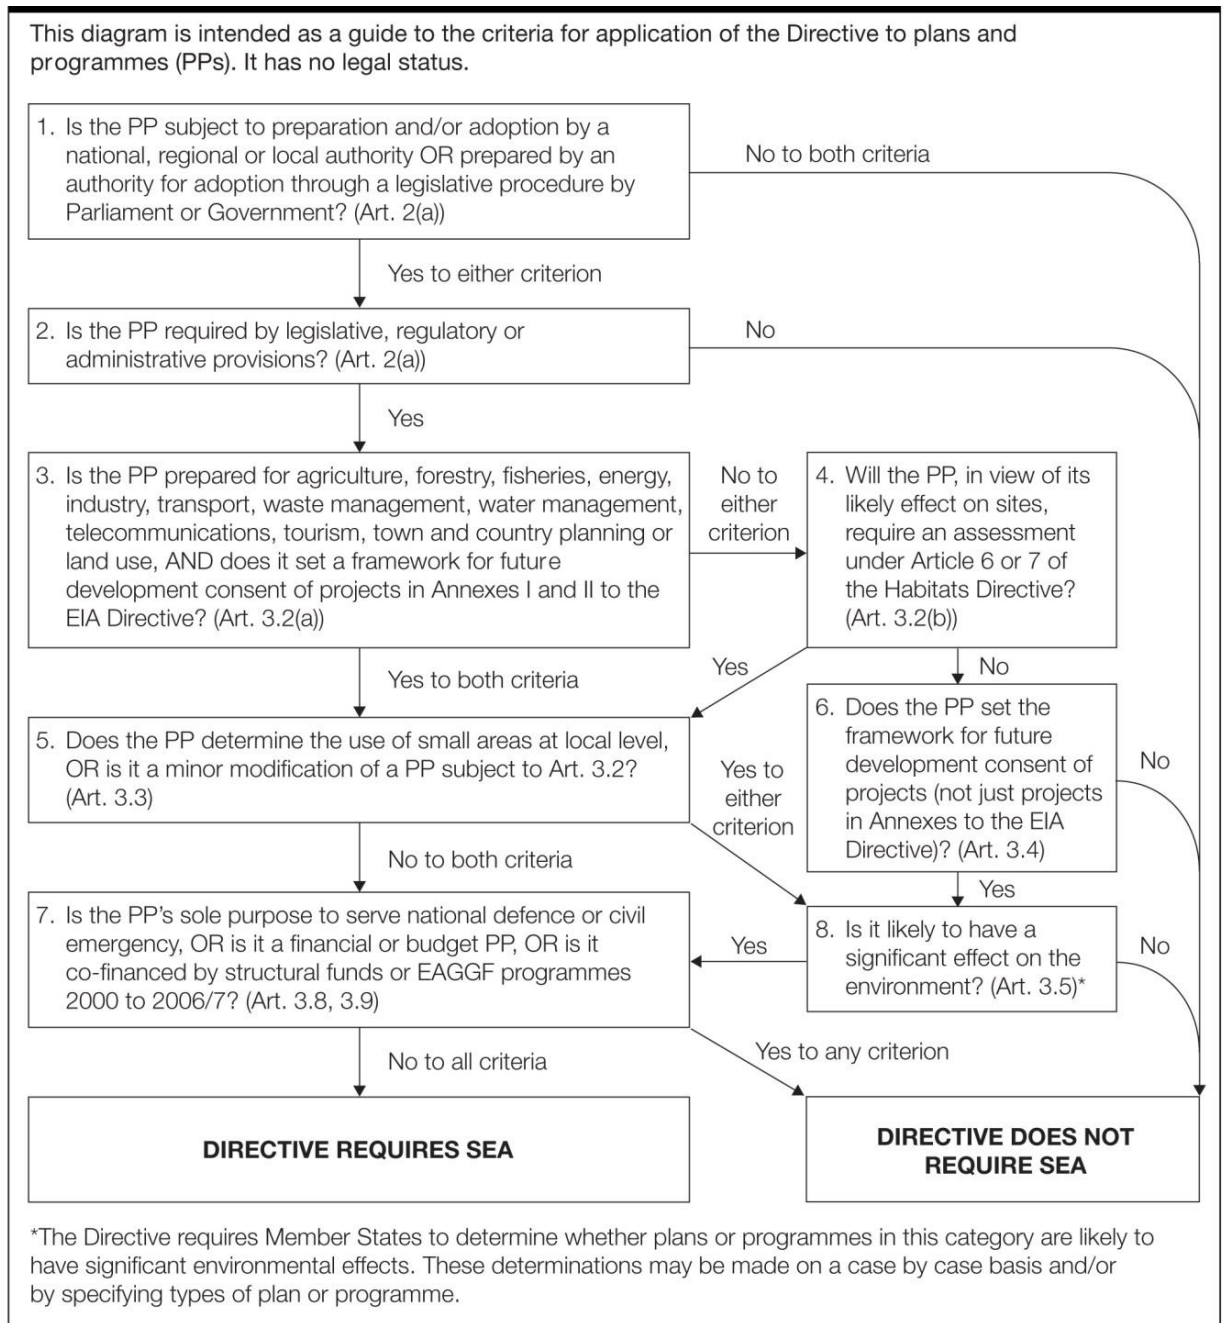 This diagram is intended as a guide to the criteria for application of the Directive to plans and
programmes (PPs). It has no legal status.
1. Is the PP subject to preparation and/or adoption by a
national, regional or local authority OR prepared by an
authority for adoption through a legislative procedure by
Parliament or Government? (Art. 2(a))
No to both criteria
Yes to either criterion
2. Is the PP required by legislative, regulatory or
administrative provisions? (Art. 2(a))
No
Yes
3. Is the PP prepared for agriculture, forestry, fisheries, energy,
industry, transport, waste management, water management,
telecommunications, tourism, town and country planning or
land use, AND does it set a framework for future
development consent of projects in Annexes I and II to the
EIA Directive? (Art. 3.2(a))
No to
either
criterion
4. Will the PP, in view of its
likely effect on sites,
require an assessment
under Article 6 or 7 of
the Habitats Directive?
(Art. 3.2(b))
Yes to both criteria
Yes
No
5. Does the PP determine the use of small areas at local level,
OR is it a minor modification of a PP subject to Art. 3.2?
(Art. 3.3)
Yes to
either
criterion
6. Does the PP set the
framework for future
development consent of
projects (not just projects
in Annexes to the EIA
Directive)? (Art. 3.4)
No
No to both criteria
Yes
7. Is the PP’s sole purpose to serve national defence or civil
emergency, OR is it a financial or budget PP, OR is it
co-financed by structural funds or EAGGF programmes
2000 to 2006/7? (Art. 3.8, 3.9)
Yes
8. Is it likely to have a
significant effect on the
environment? (Art. 3.5)*
No
No to all criteria
Yes to any criterion
DIRECTIVE REQUIRES SEA
DIRECTIVE DOES NOT
REQUIRE SEA
*The Directive requires Member States to determine whether plans or programmes in this category are likely to
have significant environmental effects. These determinations may be made on a case by case basis and/or
by specifying types of plan or programme.